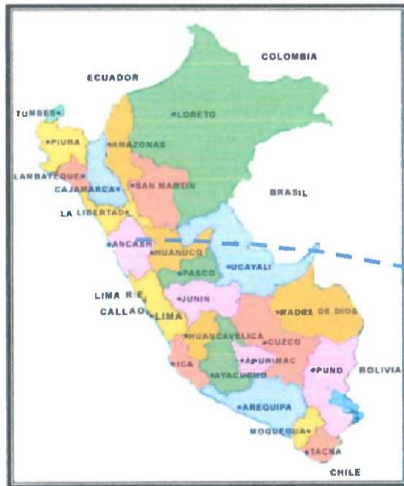 COLOMBIA
ECUADOR
TUMBES
LORETO
PIURA
AMAZONAS
LAMBAYEQUE
CAJAMARCA
SAN MARTIN
BRASIL
LA LIBERTAD
ANCASH
HUÁNUCO
PASCO
UCAYALI
LIMA
CALLAO
LIMA
JUNIN
MADRE DE DIOS
HUANCAVELICA
CUZCO
ICA
APURIMAC
AYACUCHO
PUNO
BOLIVIA
AREQUIPA
MOQUEGUA
TACNA
CHILE